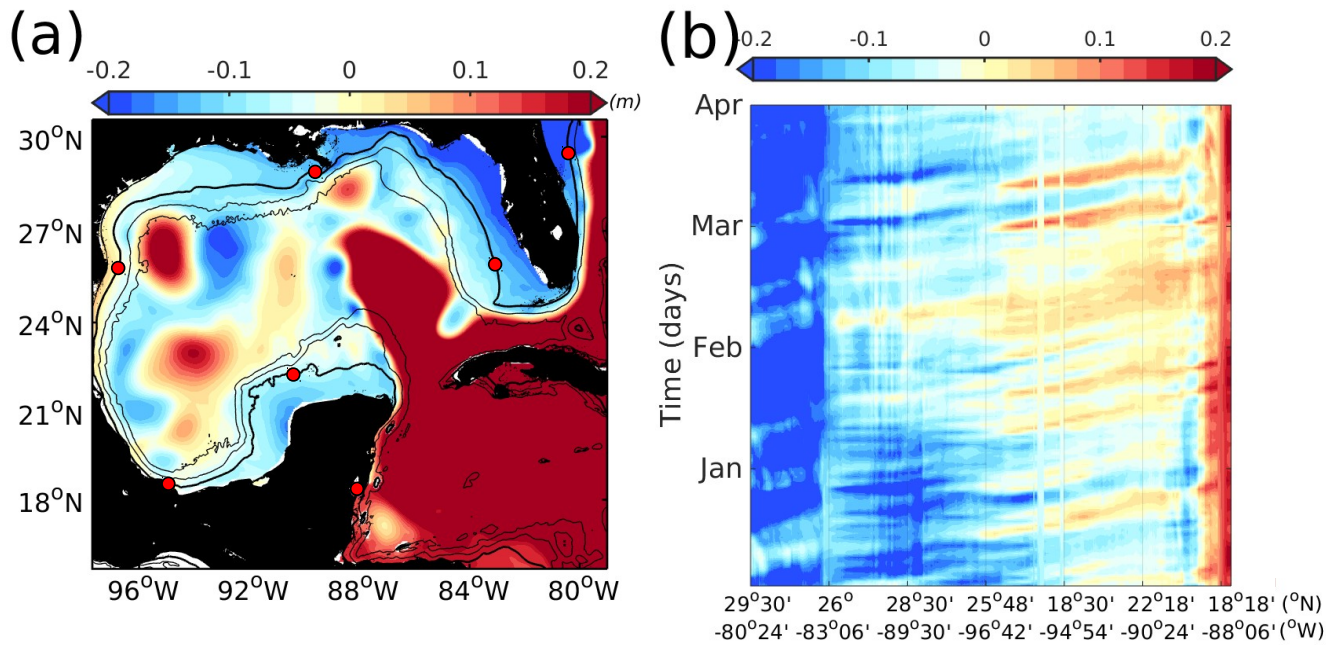 (a)
-0.2 -0.1 0 0.1 0.2
(m)
30°N
27°N
24°N
21°N
18°N
96°W 92°W 88°W 84°W 80°W
(b)
-0.2 -0.1 0 0.1 0.2
Time (days)
Apr
Mar
Feb
Jan
29°30' 26° 28°30' 25°48' 18°30' 22°18' 18°18' (°N)
-80°24' -83°06' -89°30' -96°42' -94°54' -90°24' -88°06' (°W)